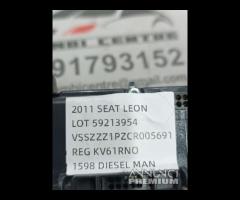 91793152
2011 SEAT LEON
LOT 59213954
VSSZZZ1PZCR005691
REG KV61RNO
1598 DIESEL MAN
ANNUNCI
PREMIUM